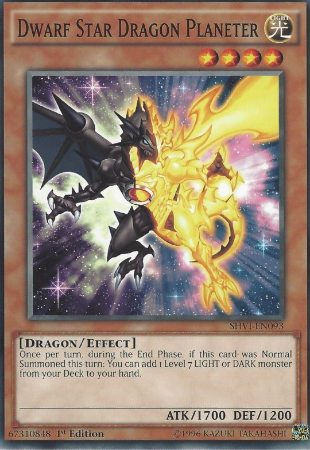 Dwarf Star Dragon Planeter
LIGHT
光
SHVI-EN093
[Dragon/Effect]
Once per turn, during the End Phase, if this card was Normal
Summoned this turn: You can add 1 Level 7 LIGHT or DARK monster
from your Deck to your hand.
ATK/1700 DEF/1200
67310848 1st Edition ©1996 KAZUKI TAKAHASHI